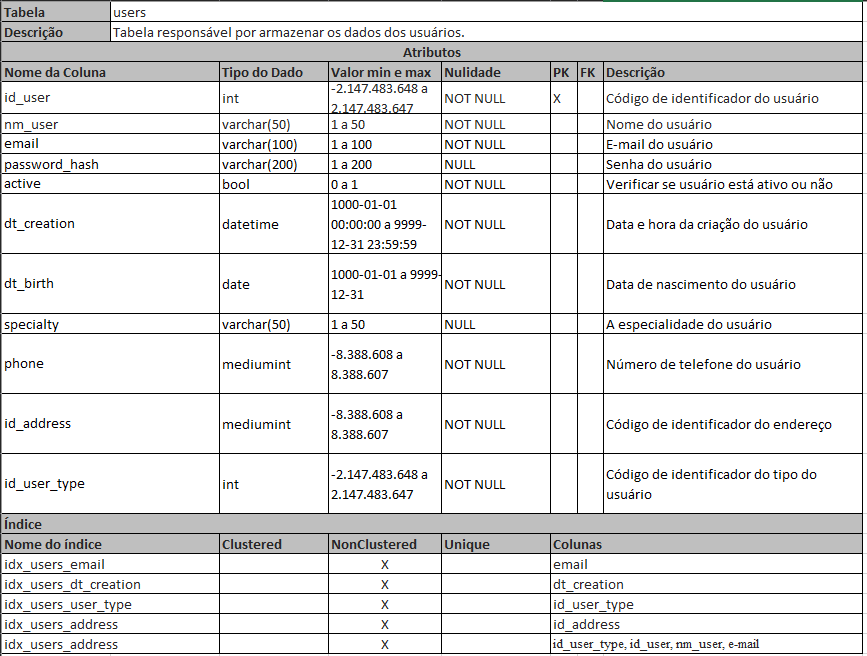 Tabela users
Descrição Tabela responsável por armazenar os dados dos usuários.
Atributos
Nome da Coluna Tipo do Dado Valor min e max Nulidade PK FK Descrição
id_user int -2.147.483.648 a 2.147.483.647 NOT NULL X Código de identificador do usuário
nm_user varchar(50) 1 a 50 NOT NULL Nome do usuário
email varchar(100) 1 a 100 NOT NULL E-mail do usuário
password_hash varchar(200) 1 a 200 NULL Senha do usuário
active bool 0 a 1 NOT NULL Verificar se usuário está ativo ou não
dt_creation datetime 1000-01-01 00:00:00 a 9999-12-31 23:59:59 NOT NULL Data e hora da criação do usuário
dt_birth date 1000-01-01 a 9999-12-31 NOT NULL Data de nascimento do usuário
specialty varchar(50) 1 a 50 NULL A especialidade do usuário
phone mediumint -8.388.608 a 8.388.607 NOT NULL Número de telefone do usuário
id_address mediumint -8.388.608 a 8.388.607 NOT NULL Código de identificador do endereço
id_user_type int -2.147.483.648 a 2.147.483.647 NOT NULL Código de identificador do tipo do usuário
Índice
Nome do índice Clustered NonClustered Unique Colunas
idx_users_email X email
idx_users_dt_creation X dt_creation
idx_users_user_type X id_user_type
idx_users_address X id_address
idx_users_address X id_user_type, id_user, nm_user, e-mail